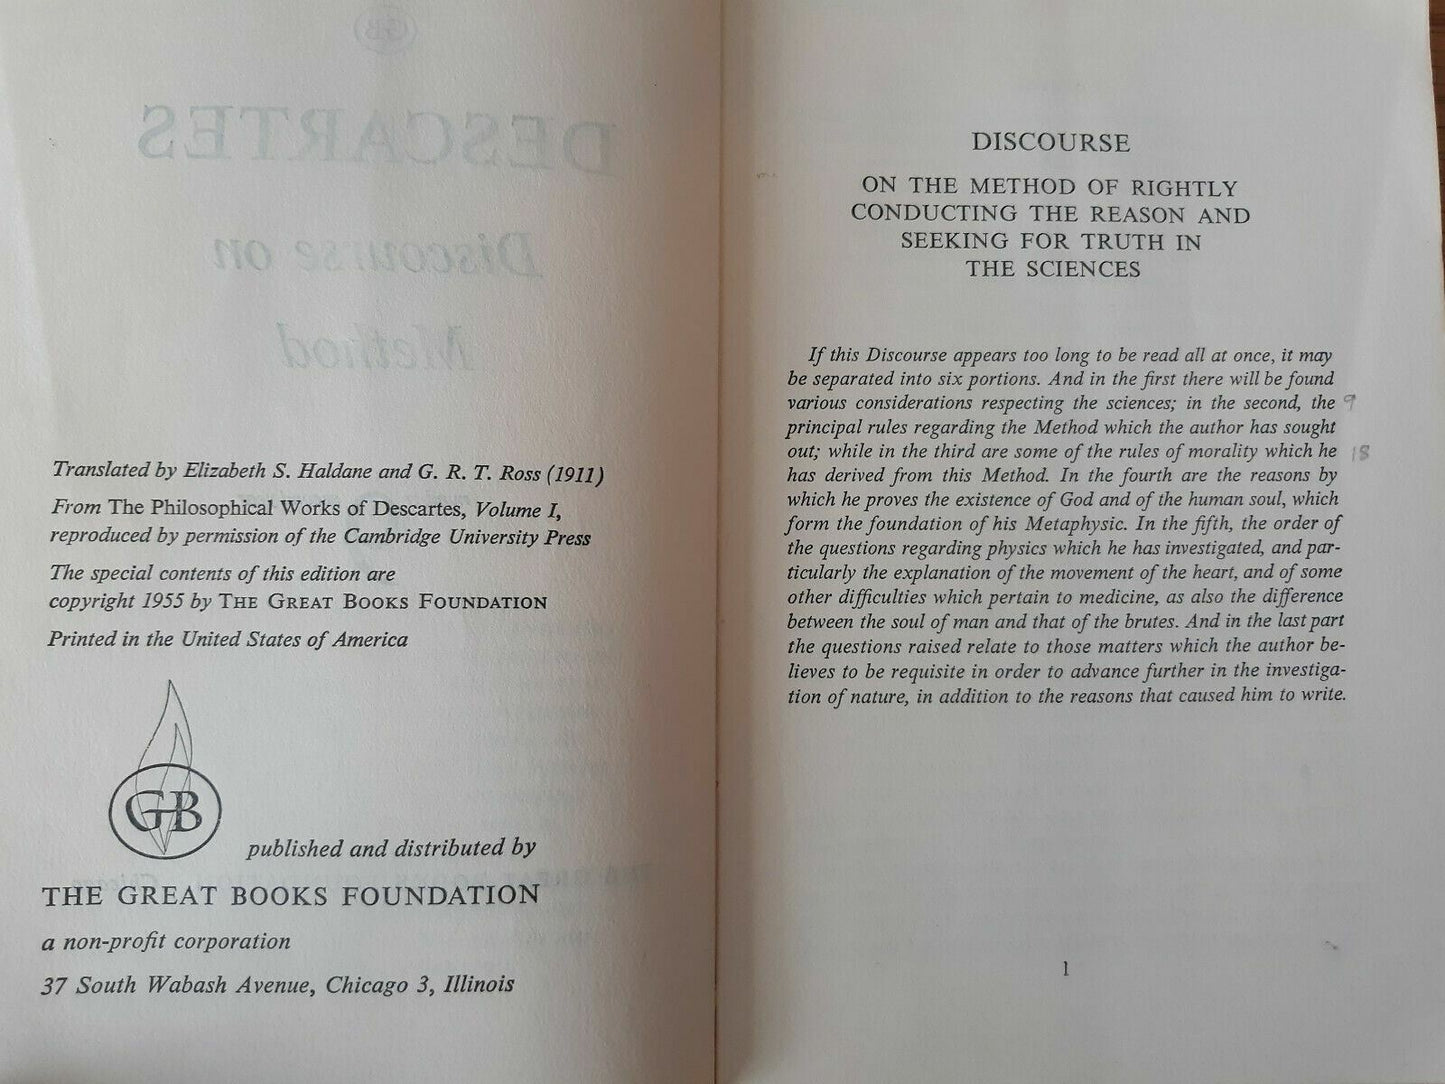 GB
DESCARTES
Discourse on
Method
Translated by Elizabeth S. Haldane and G. R. T. Ross (1911)
From The Philosophical Works of Descartes, Volume I,
reproduced by permission of the Cambridge University Press
The special contents of this edition are
copyright 1955 by THE GREAT BOOKS FOUNDATION
Printed in the United States of America
GB
published and distributed by
THE GREAT BOOKS FOUNDATION
a non-profit corporation
37 South Wabash Avenue, Chicago 3, Illinois
DISCOURSE
ON THE METHOD OF RIGHTLY
CONDUCTING THE REASON AND
SEEKING FOR TRUTH IN
THE SCIENCES
If this Discourse appears too long to be read all at once, it may
be separated into six portions. And in the first there will be found
various considerations respecting the sciences; in the second, the 9
principal rules regarding the Method which the author has sought
out; while in the third are some of the rules of morality which he 18
has derived from this Method. In the fourth are the reasons by
which he proves the existence of God and of the human soul, which
form the foundation of his Metaphysic. In the fifth, the order of
the questions regarding physics which he has investigated, and par-
ticularly the explanation of the movement of the heart, and of some
other difficulties which pertain to medicine, as also the difference
between the soul of man and that of the brutes. And in the last part
the questions raised relate to those matters which the author be-
lieves to be requisite in order to advance further in the investiga-
tion of nature, in addition to the reasons that caused him to write.
1